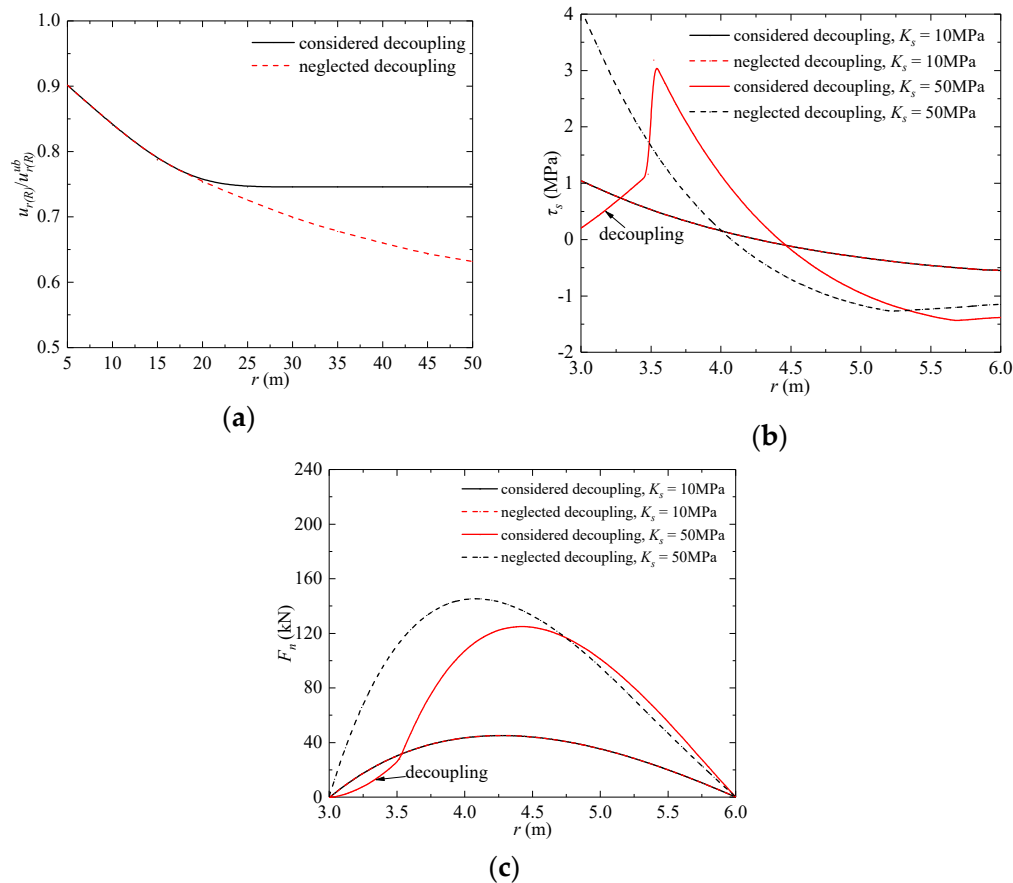 1.0
0.9
0.8
0.7
0.6
0.5
u_{r(R)}/u_{r(R)}^{ub}
considered decoupling
neglected decoupling
5 10 15 20 25 30 35 40 45 50
r (m)
(a)
4
3
2
1
0
-1
-2
τ_s (MPa)
considered decoupling, K_s = 10MPa
neglected decoupling, K_s = 10MPa
considered decoupling, K_s = 50MPa
neglected decoupling, K_s = 50MPa
decoupling
3.0 3.5 4.0 4.5 5.0 5.5 6.0
r (m)
(b)
240
200
160
120
80
40
0
F_n (kN)
considered decoupling, K_s = 10MPa
neglected decoupling, K_s = 10MPa
considered decoupling, K_s = 50MPa
neglected decoupling, K_s = 50MPa
decoupling
3.0 3.5 4.0 4.5 5.0 5.5 6.0
r (m)
(c)